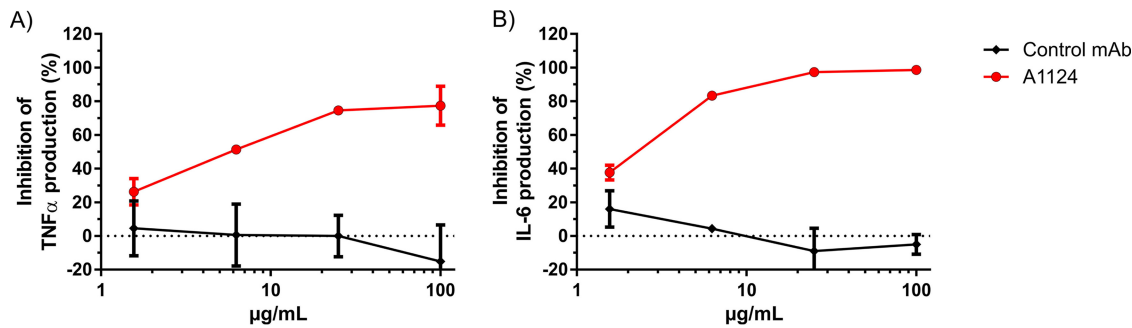 A)
Inhibition of
TNFα production (%)
120
100
80
60
40
20
0
-20
1
10
100
µg/mL
B)
Inhibition of
IL-6 production (%)
120
100
80
60
40
20
0
-20
1
10
100
µg/mL
Control mAb
A1124